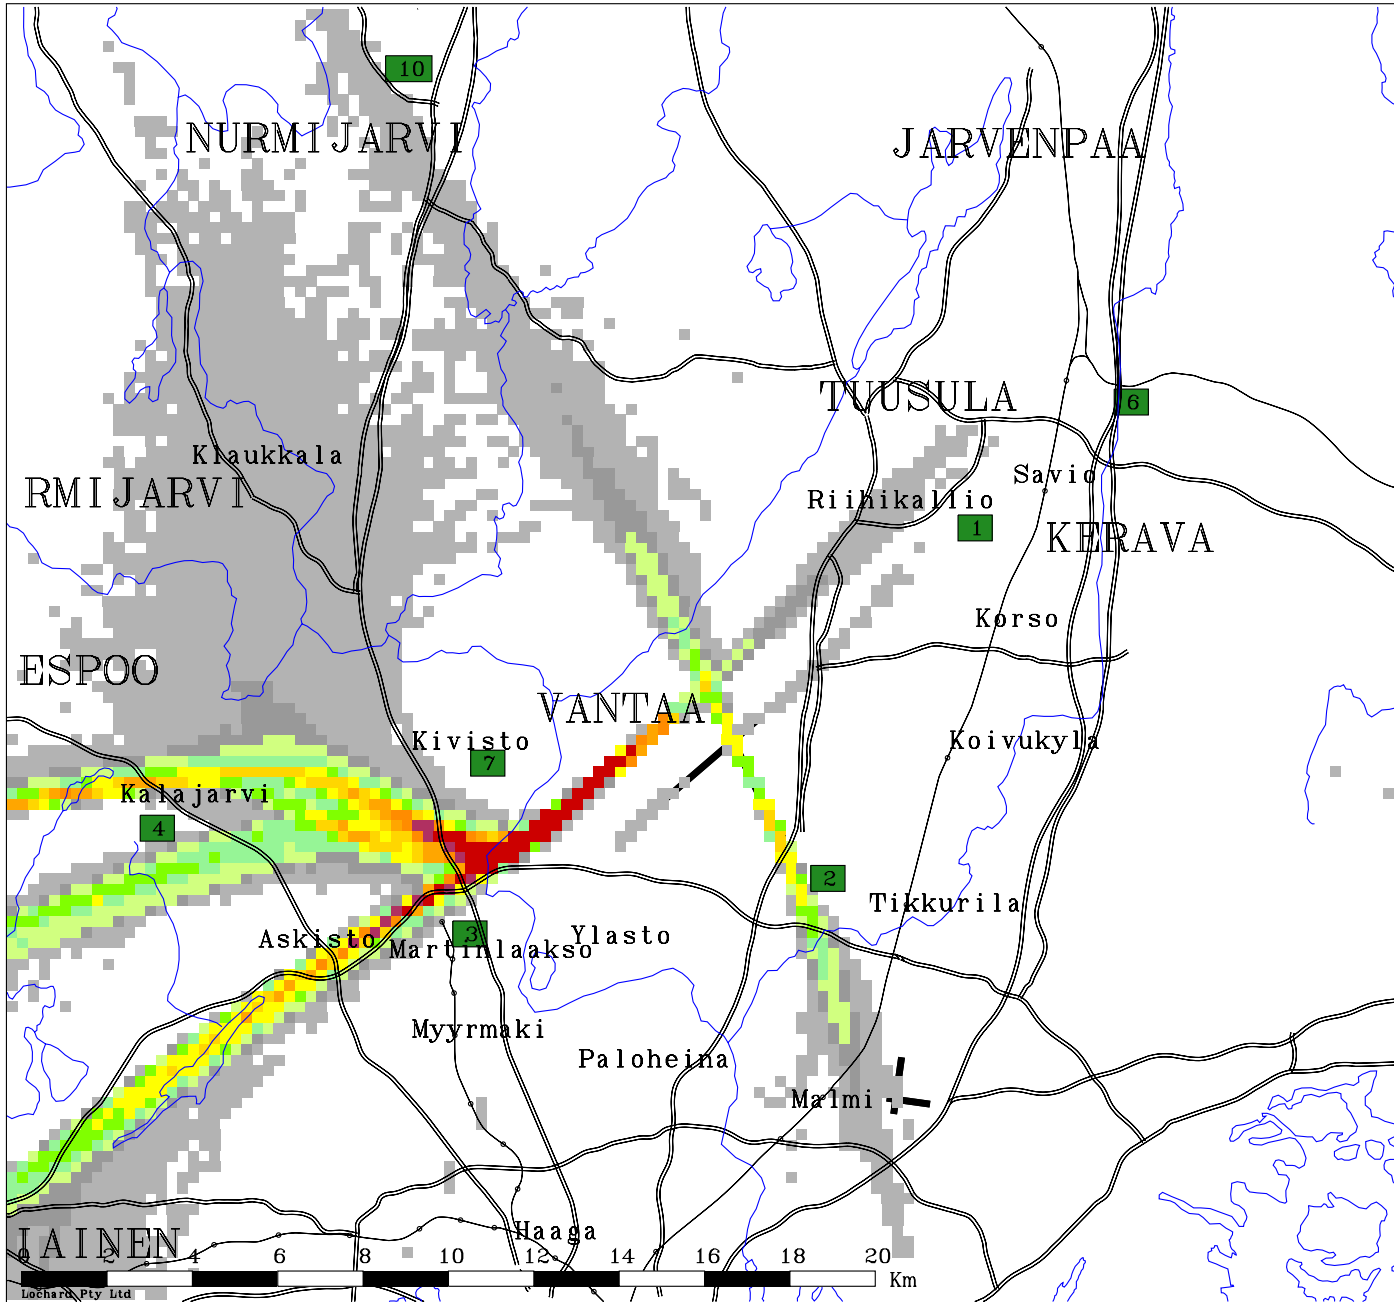 10
NURMIJARVI
JARVENPAA
TUUSULA
6
Klaukkala
RMIJARVI
Savio
Riihikallio
1
KERAVA
Korso
ESPOO
VANTAA
Kivisto
Koivukyla
7
Kalajarvi
4
2
Tikkurila
3
Askisto
Martinlaakso
Ylasto
Myyrmaki
Paloheina
Malmi
Haaga
IAINEN
0 2 4 6 8 10 12 14 16 18 20
Km
Lochard Pty Ltd